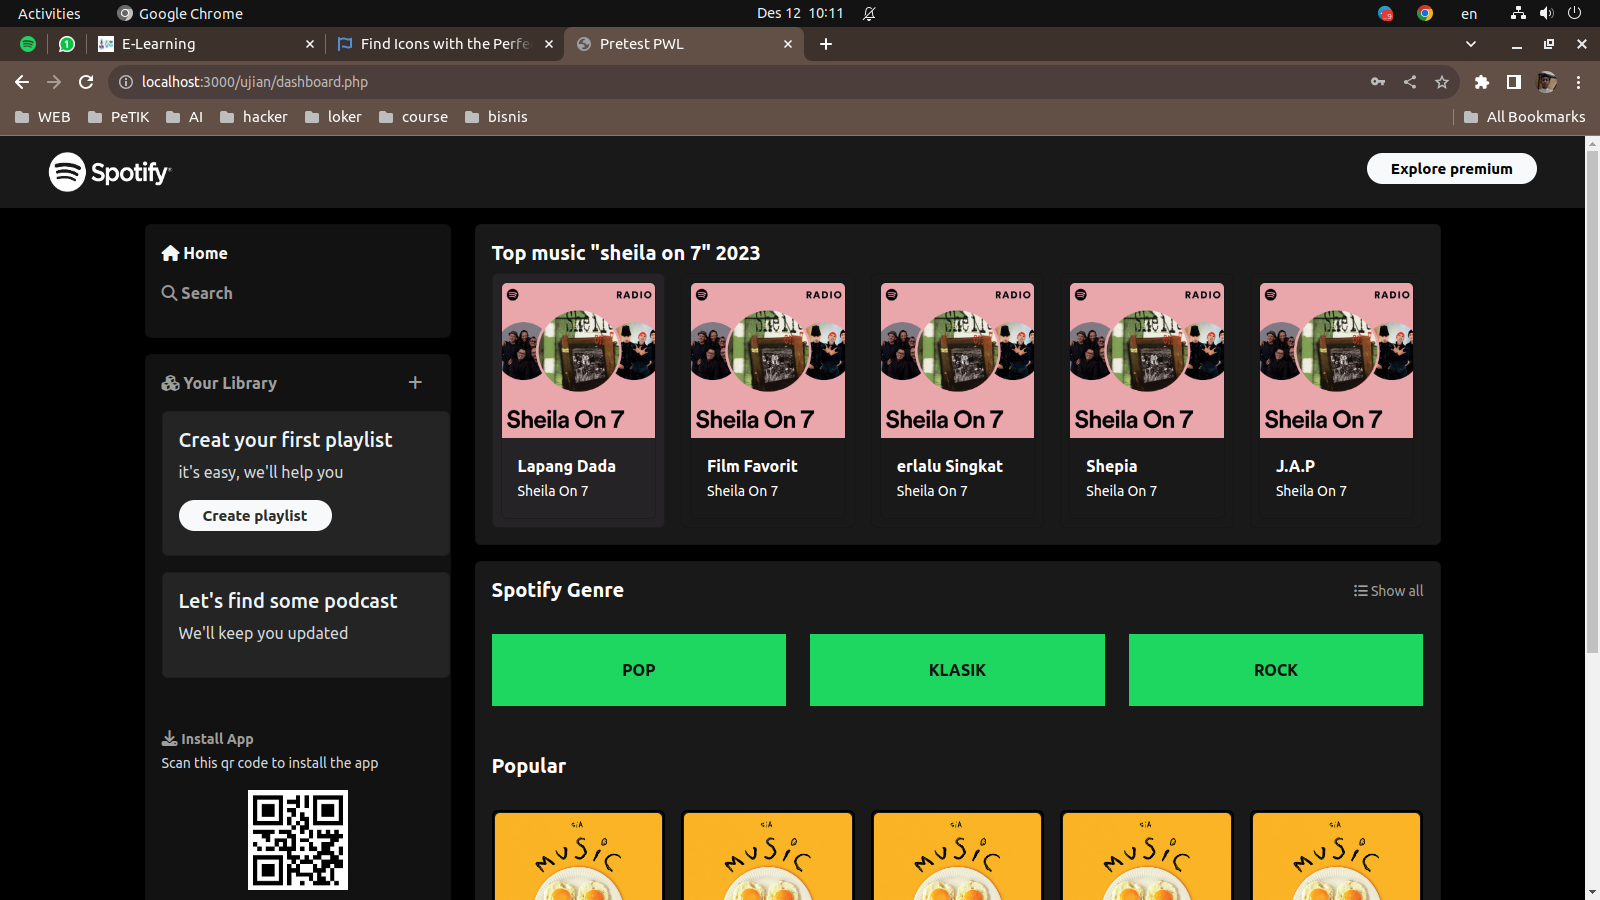 Activities
Google Chrome
Des 12 10:11
en
1
E-Learning
Find Icons with the Perfe
Pretest PWL
localhost:3000/ujian/dashboard.php
WEB
PeTIK
AI
hacker
loker
course
bisnis
All Bookmarks
Spotify
Explore premium
Home
Search
Your Library
Creat your first playlist
it's easy, we'll help you
Create playlist
Let's find some podcast
We'll keep you updated
Install App
Scan this qr code to install the app
Top music "sheila on 7" 2023
RADIO
RADIO
RADIO
RADIO
RADIO
Sheila On 7
Sheila On 7
Sheila On 7
Sheila On 7
Sheila On 7
Lapang Dada
Film Favorit
erlalu Singkat
Shepia
J.A.P
Sheila On 7
Sheila On 7
Sheila On 7
Sheila On 7
Sheila On 7
Spotify Genre
Show all
POP
KLASIK
ROCK
Popular
MUSIC
MUSIC
MUSIC
MUSIC
MUSIC